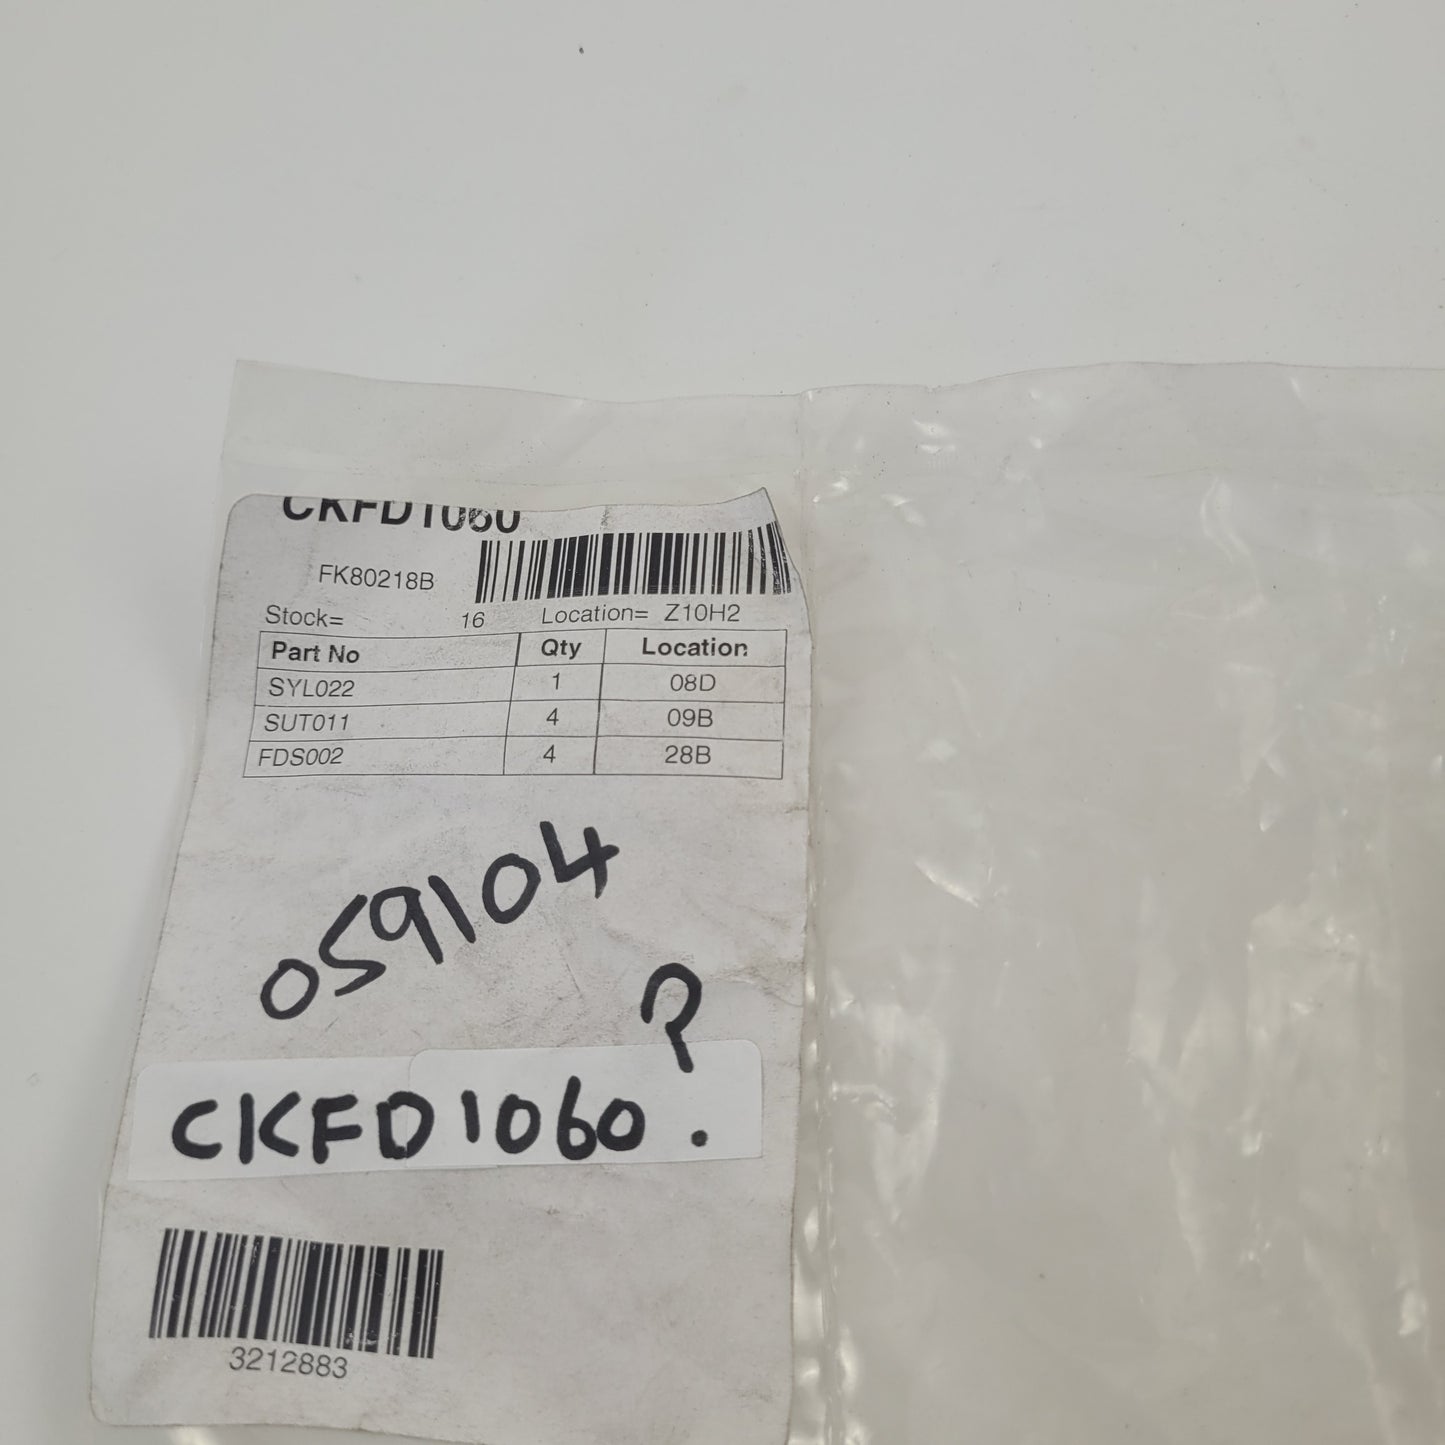 CKFD1060
FK80218B
Stock= 16 Location= Z10H2
Part No Qty Location
SYL022 1 08D
SUT011 4 09B
FDS002 4 28B
059104
?
CKFD1060
3212883